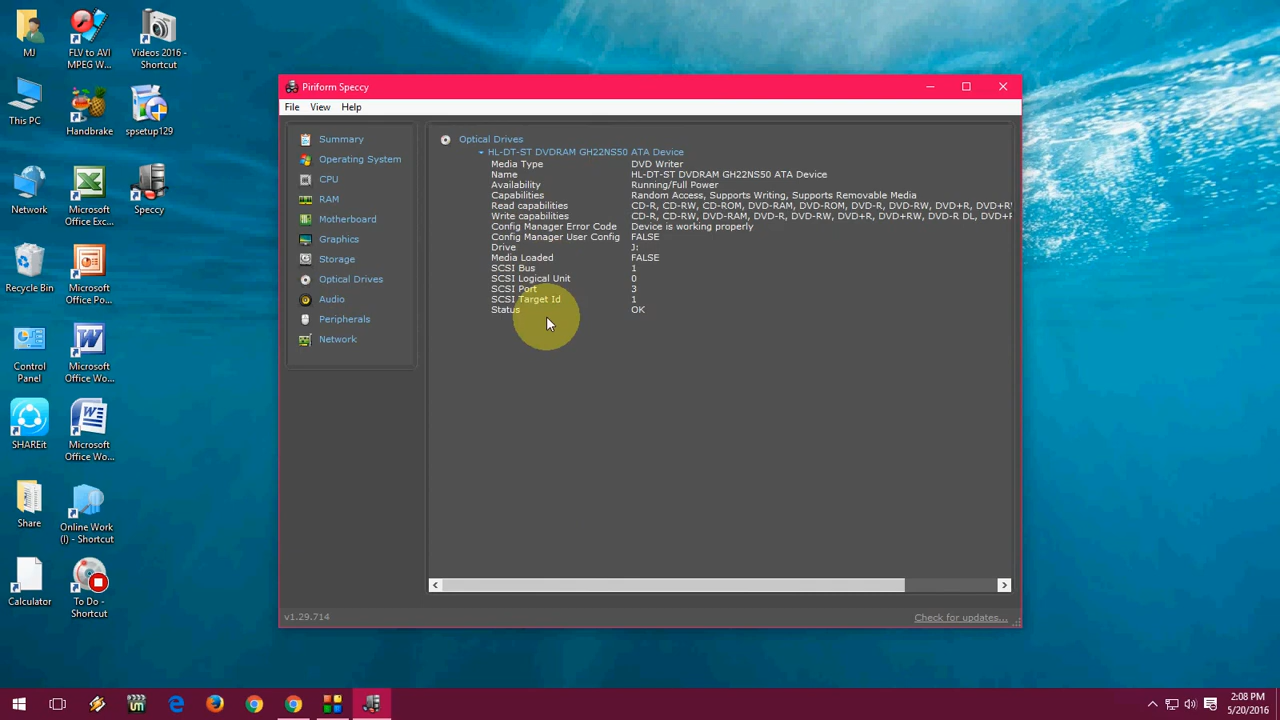 MJ
FLV to AVI
MPEG W...
Videos 2016 -
Shortcut
This PC
Handbrake
spsetup129
Network
Microsoft
Office Exc...
Speccy
Recycle Bin
Microsoft
Office Po...
Control
Panel
Microsoft
Office Wo...
SHAREit
Microsoft
Office Wo...
Share
Online Work
(I) - Shortcut
Calculator
To Do -
Shortcut
Piriform Speccy
File View Help
Summary
Operating System
CPU
RAM
Motherboard
Graphics
Storage
Optical Drives
Audio
Peripherals
Network
Optical Drives
HL-DT-ST DVDRAM GH22NS50 ATA Device
Media Type DVD Writer
Name HL-DT-ST DVDRAM GH22NS50 ATA Device
Availability Running/Full Power
Capabilities Random Access, Supports Writing, Supports Removable Media
Read capabilities CD-R, CD-RW, CD-ROM, DVD-RAM, DVD-ROM, DVD-R, DVD-RW, DVD+R, DVD+RW
Write capabilities CD-R, CD-RW, DVD-RAM, DVD-R, DVD-RW, DVD+R, DVD+RW, DVD-R DL, DVD+R
Config Manager Error Code Device is working properly
Config Manager User Config FALSE
Drive J:
Media Loaded FALSE
SCSI Bus 1
SCSI Logical Unit 0
SCSI Port 3
SCSI Target Id 1
Status OK
v1.29.714
Check for updates...
2:08 PM
5/20/2016